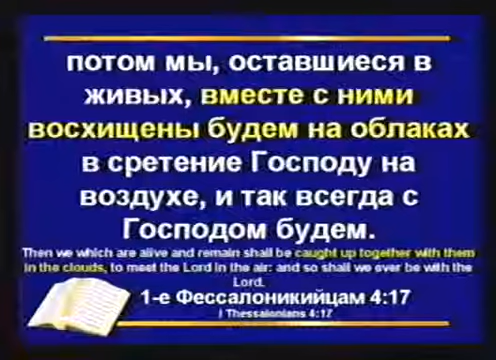 потом мы, оставшиеся в
живых, вместе с ними
восхищены будем на облаках
в сретение Господу на
воздухе, и так всегда с
Господом будем.
Then we which are alive and remain shall be caught up together with them
in the clouds, to meet the Lord in the air: and so shall we ever be with the
Lord.
1-е Фессалоникийцам 4:17
I Thessalonians 4:17